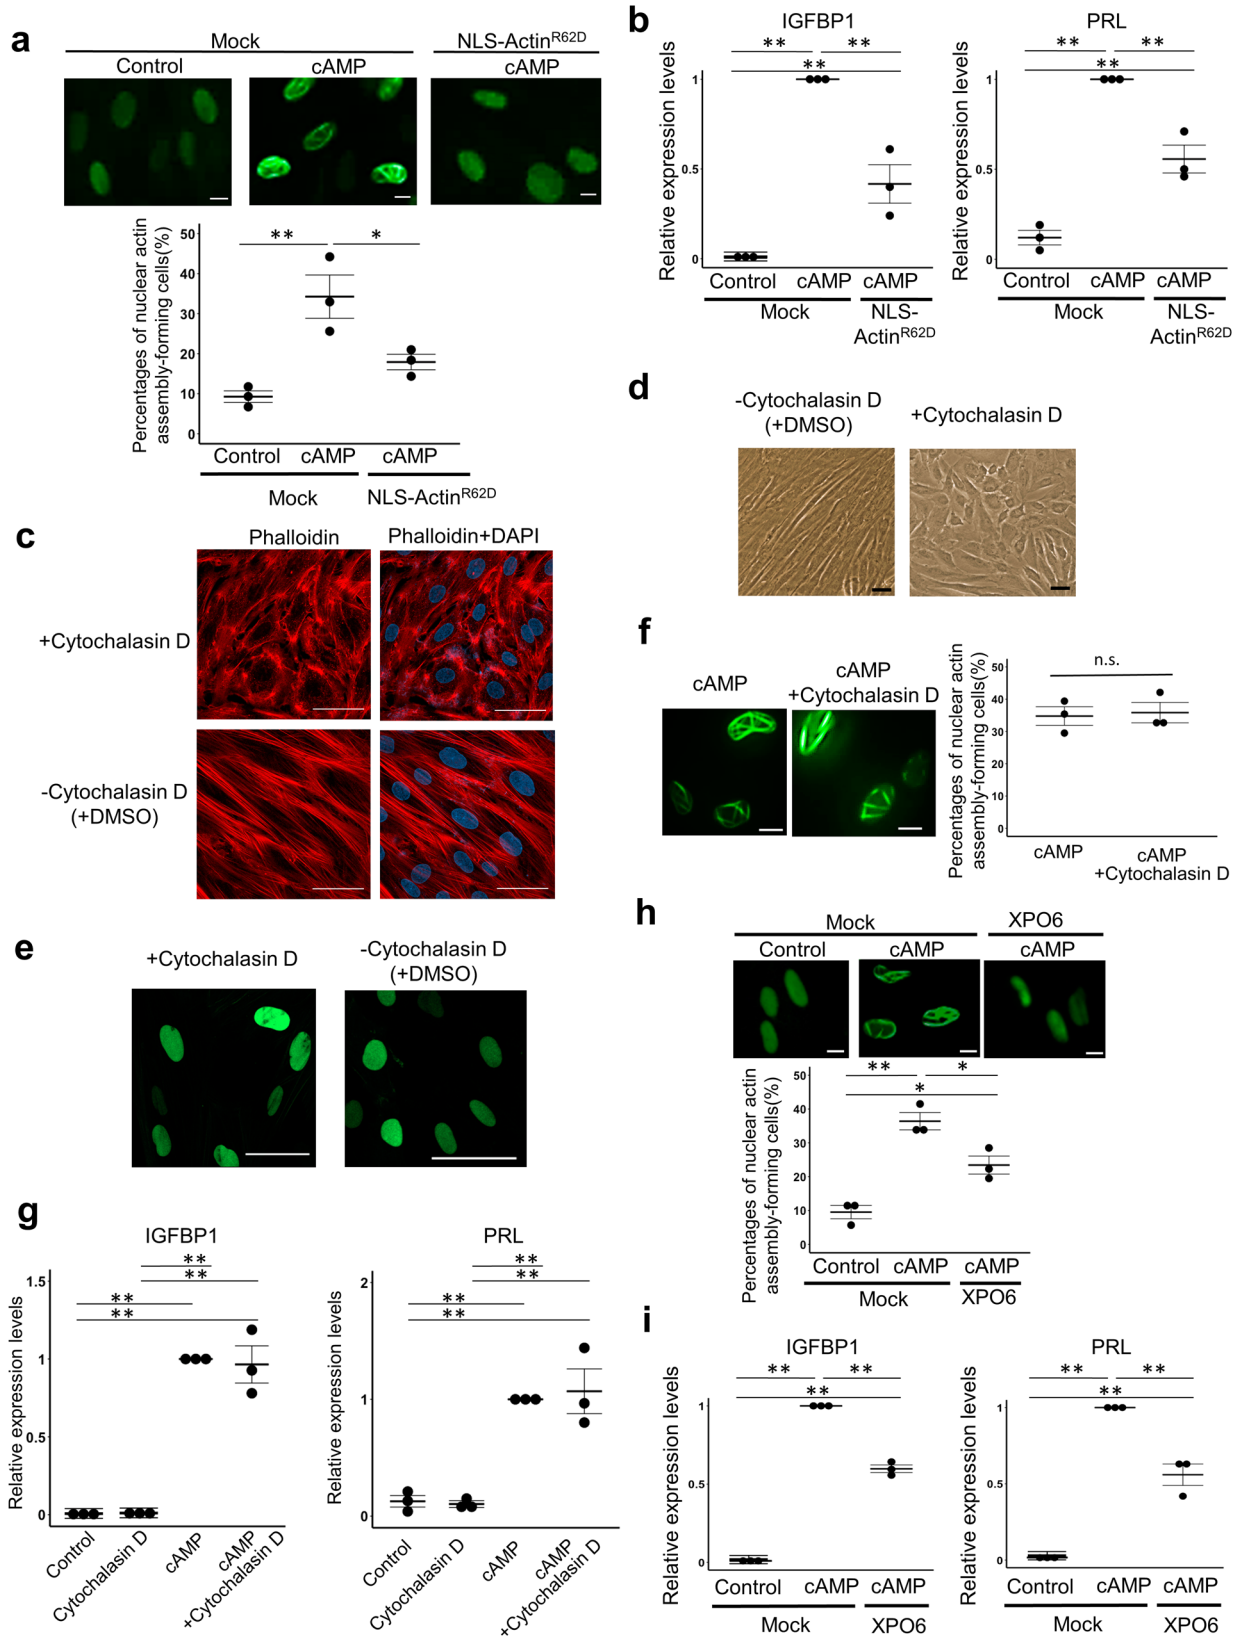 a
Mock
NLS-ActinR62D
Control
cAMP
cAMP
Percentages of nuclear actin
assembly-forming cells(%)
50
40
30
20
10
0
**
*
Control
cAMP
cAMP
Mock
NLS-ActinR62D
b
IGFBP1
Relative expression levels
1
0.5
0
**
**
**
Control
cAMP
cAMP
Mock
NLS-
ActinR62D
PRL
Relative expression levels
1
0.5
0
**
**
**
Control
cAMP
cAMP
Mock
NLS-
ActinR62D
c
Phalloidin
Phalloidin+DAPI
+Cytochalasin D
-Cytochalasin D
(+DMSO)
d
-Cytochalasin D
(+DMSO)
+Cytochalasin D
e
+Cytochalasin D
-Cytochalasin D
(+DMSO)
f
cAMP
cAMP
+Cytochalasin D
Percentages of nuclear actin
assembly-forming cells(%)
50
40
30
20
10
0
n.s.
cAMP
cAMP
+Cytochalasin D
g
IGFBP1
Relative expression levels
1.5
1
0.5
0
**
**
**
**
Control
Cytochalasin D
cAMP
cAMP
+Cytochalasin D
PRL
Relative expression levels
2
1
0
**
**
**
**
Control
Cytochalasin D
cAMP
cAMP
+Cytochalasin D
h
Mock
XPO6
Control
cAMP
cAMP
Percentages of nuclear actin
assembly-forming cells(%)
50
40
30
20
10
0
**
*
*
Control
cAMP
cAMP
Mock
XPO6
i
IGFBP1
Relative expression levels
1
0.5
0
**
**
**
Control
cAMP
cAMP
Mock
XPO6
PRL
Relative expression levels
1
0.5
0
**
**
**
Control
cAMP
cAMP
Mock
XPO6